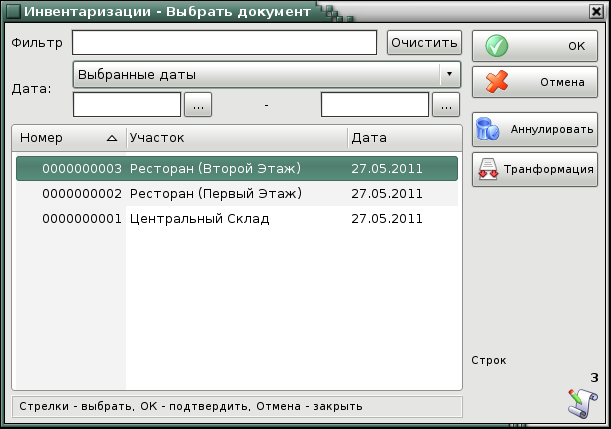 Инвентаризации - Выбрать документ
Фильтр
Очистить
Дата:
Выбранные даты
... - ...
Номер Участок Дата
0000000003 Ресторан (Второй Этаж) 27.05.2011
0000000002 Ресторан (Первый Этаж) 27.05.2011
0000000001 Центральный Склад 27.05.2011
OK
Отмена
Аннулировать
Транформация
Строк
3
Стрелки - выбрать, ОК - подтвердить, Отмена - закрыть